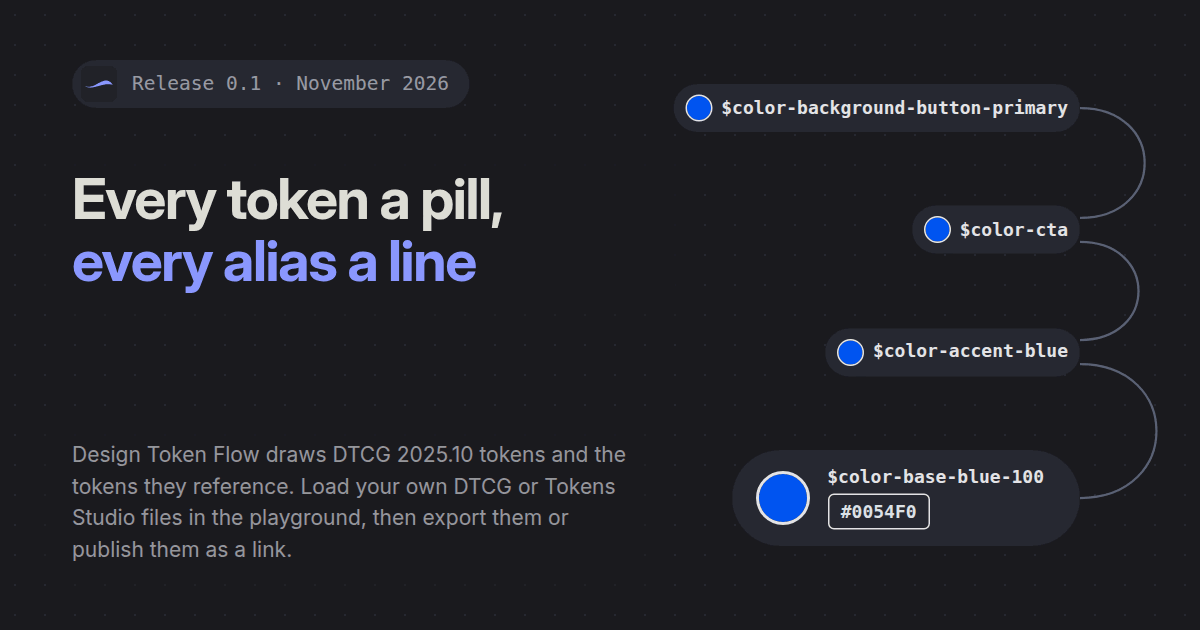 Release 0.1 · November 2026
Every token a pill,
every alias a line
Design Token Flow draws DTCG 2025.10 tokens and the
tokens they reference. Load your own DTCG or Tokens
Studio files in the playground, then export them or
publish them as a link.
$color-background-button-primary
$color-cta
$color-accent-blue
$color-base-blue-100
#0054F0